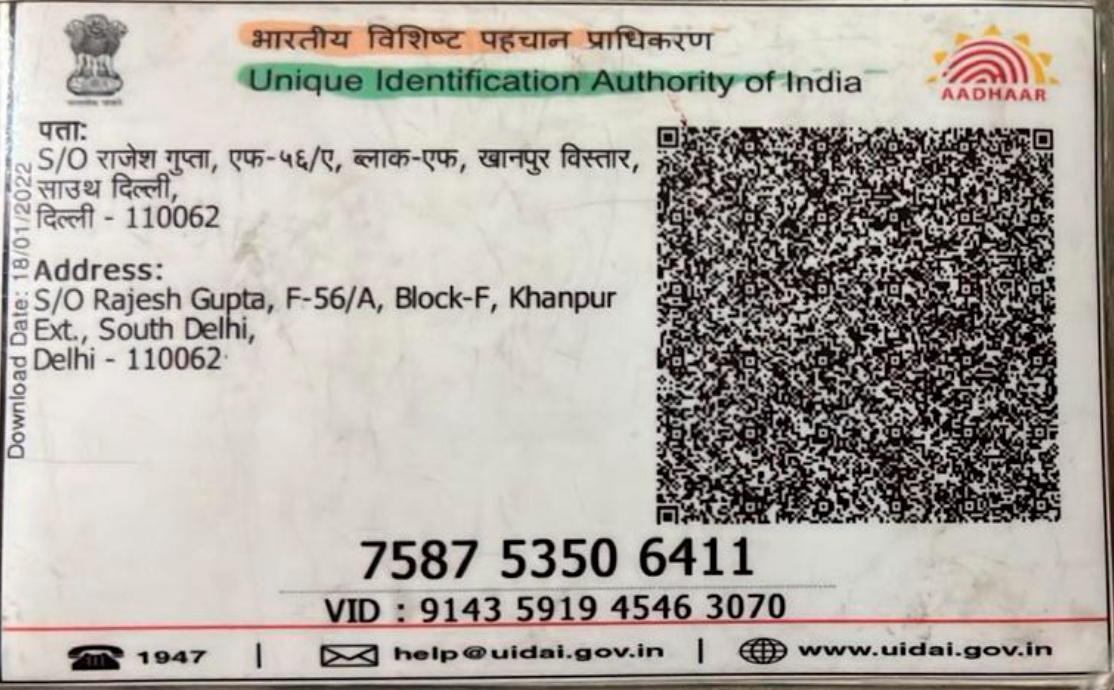 भारतीय विशिष्ट पहचान प्राधिकरण
Unique Identification Authority of India
AADHAAR
पता:
S/O राजेश गुप्ता, एफ-५६/ए, ब्लाक-एफ, खानपुर विस्तार,
साउथ दिल्ली,
दिल्ली - 110062
Address:
S/O Rajesh Gupta, F-56/A, Block-F, Khanpur
Ext., South Delhi,
Delhi - 110062
Download Date: 18/01/2022
7587 5350 6411
VID : 9143 5919 4546 3070
1947 | help@uidai.gov.in | www.uidai.gov.in